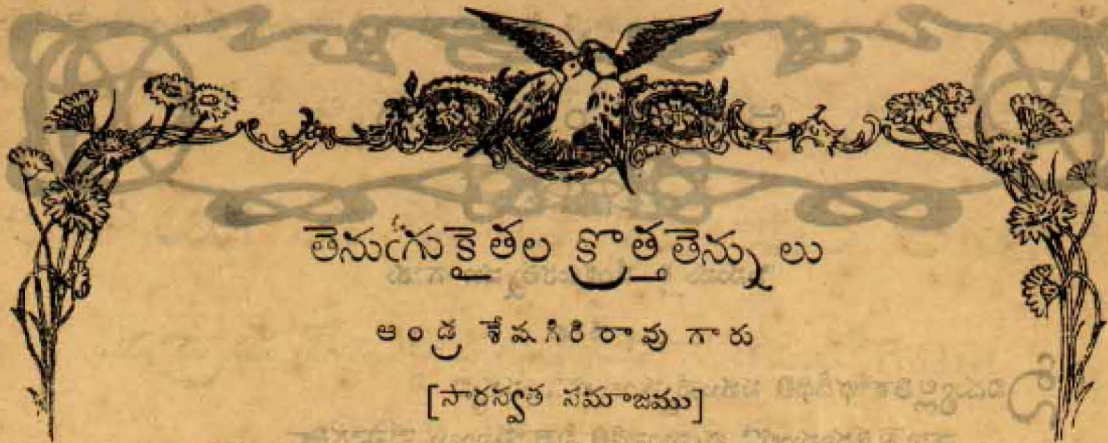 తెనుఁగుకైతల క్రొత్తతెన్నులు
ఆండ్ర శేషగిరిరావు గారు
[సారస్వత సమాజము]